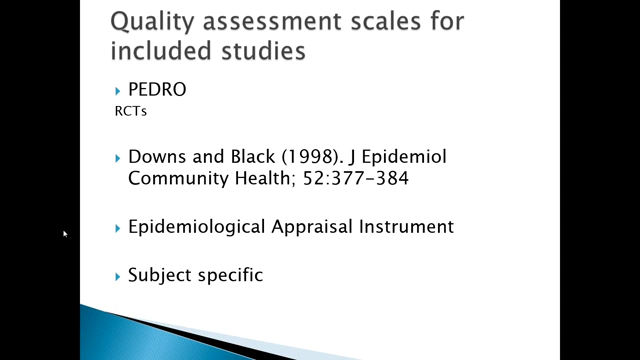 Quality assessment scales for
included studies
PEDRO
RCTs
Downs and Black (1998). J Epidemiol
Community Health; 52:377-384
Epidemiological Appraisal Instrument
Subject specific